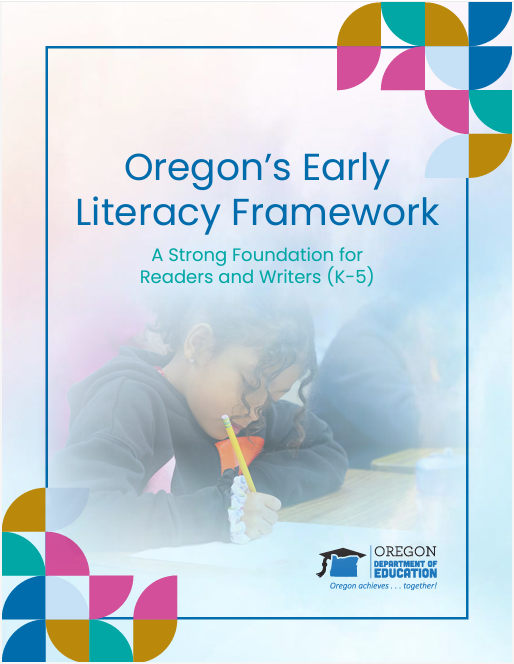 Oregon’s Early
Literacy Framework
A Strong Foundation for
Readers and Writers (K-5)
OREGON
DEPARTMENT OF
EDUCATION
Oregon achieves . . . together!